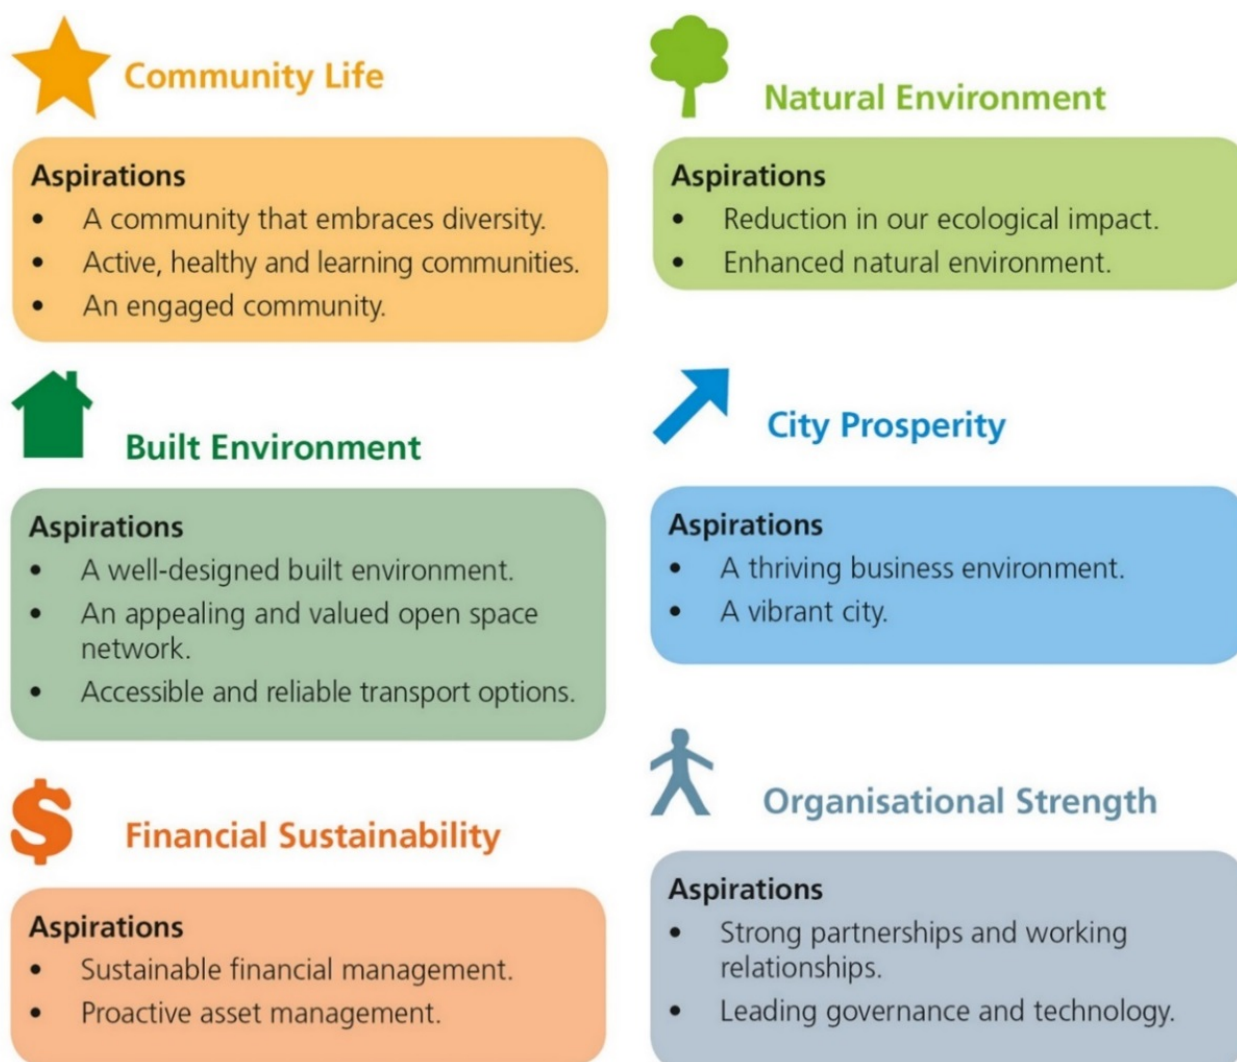 Community Life
Aspirations
• A community that embraces diversity.
• Active, healthy and learning communities.
• An engaged community.
Natural Environment
Aspirations
• Reduction in our ecological impact.
• Enhanced natural environment.
Built Environment
Aspirations
• A well-designed built environment.
• An appealing and valued open space
network.
• Accessible and reliable transport options.
City Prosperity
Aspirations
• A thriving business environment.
• A vibrant city.
$
Financial Sustainability
Aspirations
• Sustainable financial management.
• Proactive asset management.
Organisational Strength
Aspirations
• Strong partnerships and working
relationships.
• Leading governance and technology.